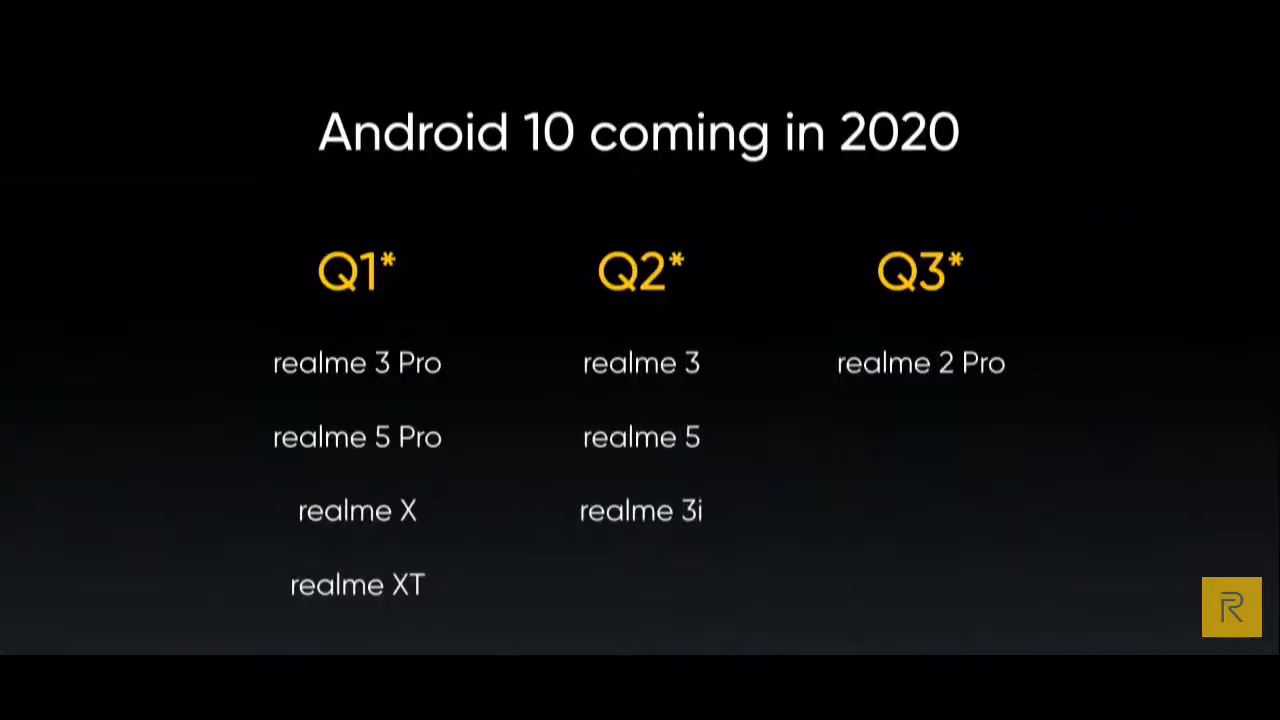 Android 10 coming in 2020
Q1*
realme 3 Pro
realme 5 Pro
realme X
realme XT
Q2*
realme 3
realme 5
realme 3i
Q3*
realme 2 Pro
R